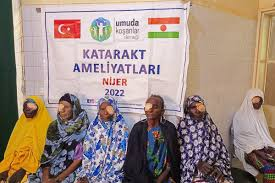 umuda
koşanlar
derneği
KATARAKT
AMELİYATLARI
NİJER
2022